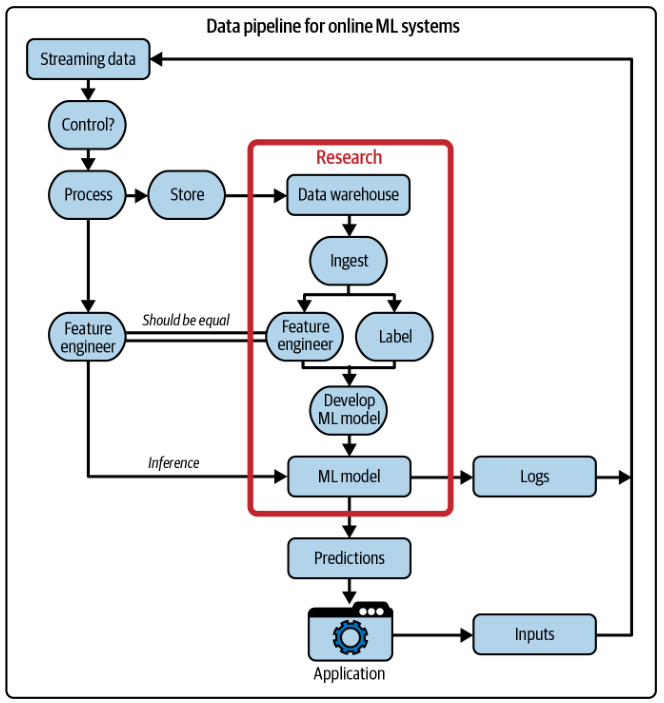 Data pipeline for online ML systems
Streaming data
Control?
Research
Process
Store
Data warehouse
Ingest
Should be equal
Feature
engineer
Feature
engineer
Label
Develop
ML model
Inference
ML model
Logs
Predictions
Inputs
Application